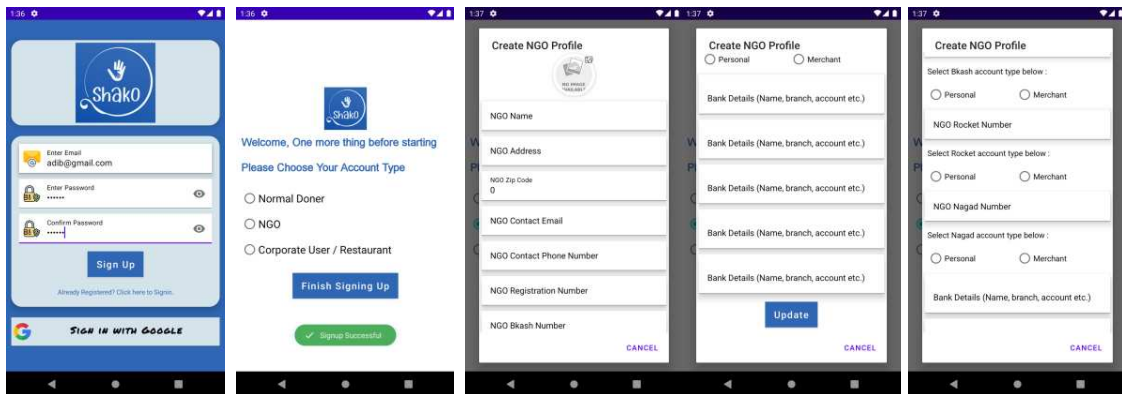 1:36
Shako
Enter Email
adib@gmail.com
Enter Password
Confirm Password
Sign Up
Already Registered? Click here to Signin.
Sign in with Google
1:36
Shako
Welcome, One more thing before starting
Please Choose Your Account Type
Normal Doner
NGO
Corporate User / Restaurant
Finish Signing Up
Signup Successful
1:37
Create NGO Profile
NO IMAGE
AVAILABLE
NGO Name
NGO Address
NGO Zip Code
0
NGO Contact Email
NGO Contact Phone Number
NGO Registration Number
NGO Bkash Number
CANCEL
1:37
Create NGO Profile
Personal
Merchant
Bank Details (Name, branch, account etc.)
Bank Details (Name, branch, account etc.)
Bank Details (Name, branch, account etc.)
Bank Details (Name, branch, account etc.)
Bank Details (Name, branch, account etc.)
Update
CANCEL
1:37
Create NGO Profile
Select Bkash account type below :
Personal
Merchant
NGO Rocket Number
Select Rocket account type below :
Personal
Merchant
NGO Nagad Number
Select Nagad account type below :
Personal
Merchant
Bank Details (Name, branch, account etc.)
CANCEL